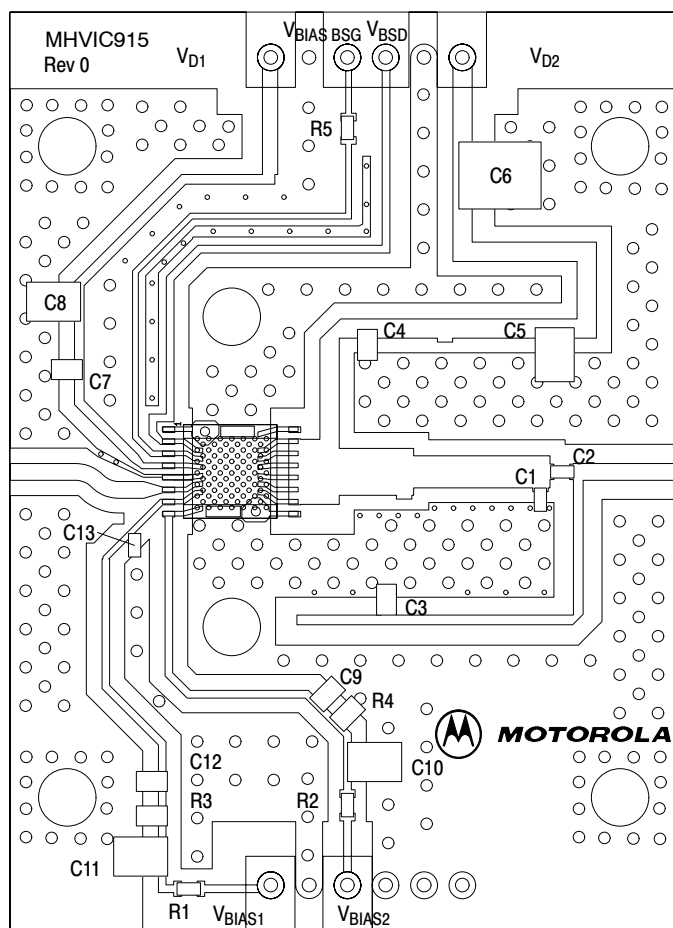 MHVIC915
Rev 0
VD1
VBIAS BSG
VBSD
VD2
R5
C6
C8
C7
C4
C5
C1
C2
C13
C3
C9
R4
MOTOROLA
C12
C10
R3
R2
C11
R1
VBIAS1
VBIAS2